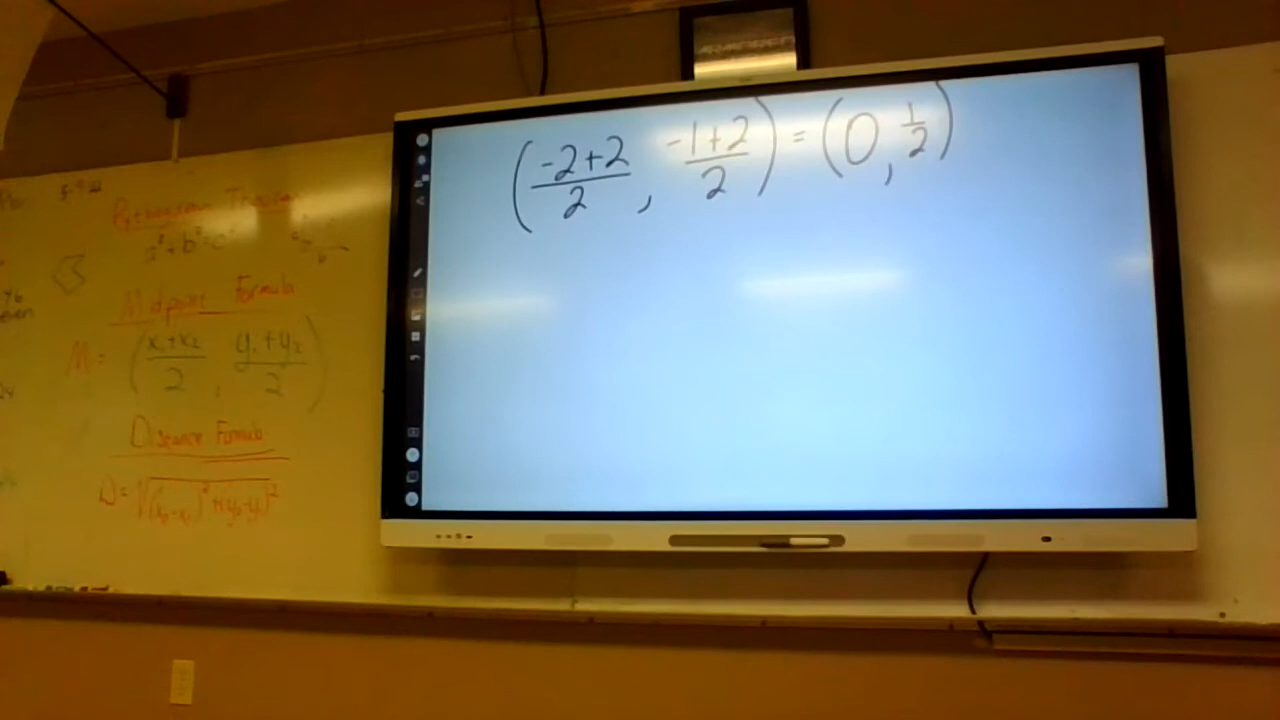 Pythagorean Theorem
a² + b² = c²
Midpoint Formula
M = ( x₁+x₂ / 2 , y₁+y₂ / 2 )
Distance Formula
D = √(x₂-x₁)² + (y₂-y₁)²
( -2+2 / 2 , -1+2 / 2 ) = ( 0 , 1/2 )